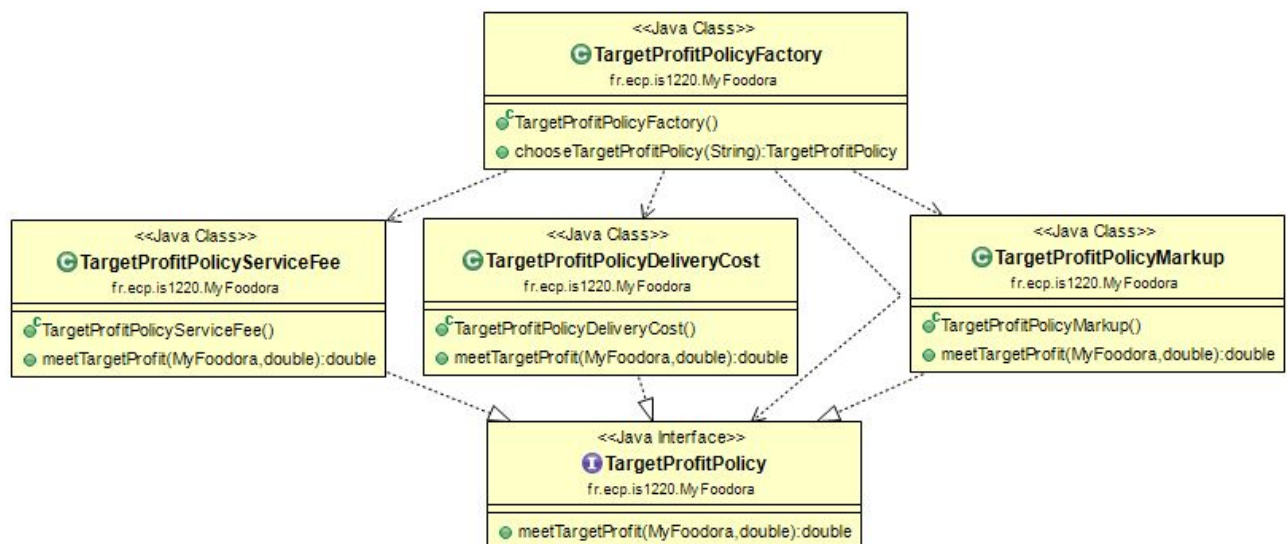 <<Java Class>>
TargetProfitPolicyFactory
fr.ecp.is1220.MyFoodora
TargetProfitPolicyFactory()
chooseTargetProfitPolicy(String):TargetProfitPolicy
<<Java Class>>
TargetProfitPolicyServiceFee
fr.ecp.is1220.MyFoodora
TargetProfitPolicyServiceFee()
meetTargetProfit(MyFoodora,double):double
<<Java Class>>
TargetProfitPolicyDeliveryCost
fr.ecp.is1220.MyFoodora
TargetProfitPolicyDeliveryCost()
meetTargetProfit(MyFoodora,double):double
<<Java Class>>
TargetProfitPolicyMarkup
fr.ecp.is1220.MyFoodora
TargetProfitPolicyMarkup()
meetTargetProfit(MyFoodora,double):double
<<Java Interface>>
TargetProfitPolicy
fr.ecp.is1220.MyFoodora
meetTargetProfit(MyFoodora,double):double